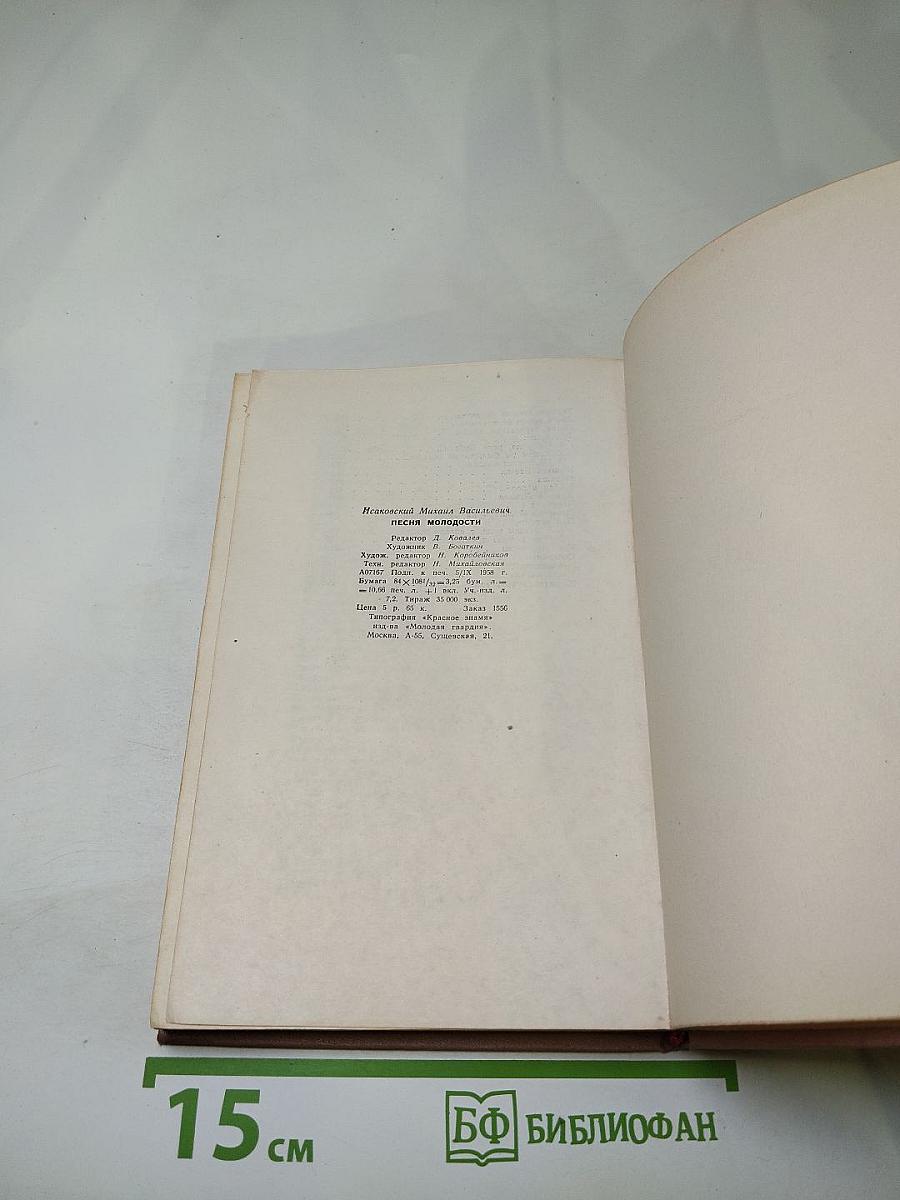 Исаковский Михаил Васильевич
ПЕСНЯ МОЛОДОСТИ
Редактор Д. Ковалев
Художник В. Богаткин
Худож. редактор Н. Коробейников
Техн. редактор Н. Михайловская
А07167 Подп. к печ. 5/IX 1958 г.
Бумага 84×108¹/₃₂=3,25 бум. л.=
=10,66 печ. л. +1 вкл. Уч.-изд. л.
7,2. Тираж 35 000 экз.
Цена 5 р. 65 к. Заказ 1556
Типография «Красное знамя»
изд-ва «Молодая гвардия».
Москва, А-55, Сущевская, 21.
15 см
БФ БИБЛИОФАН